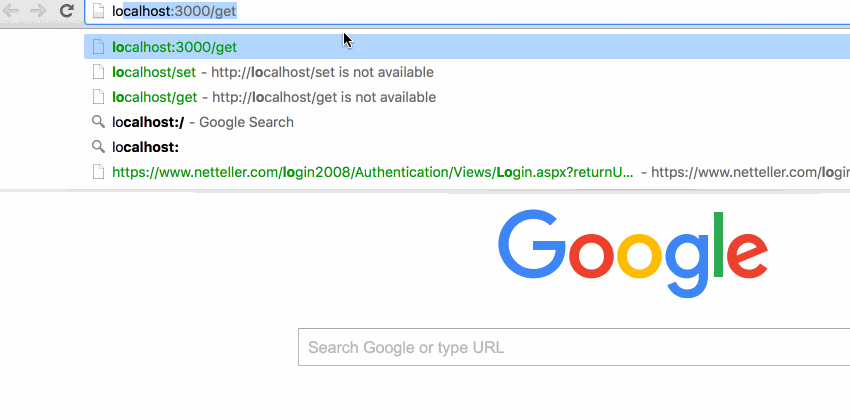 localhost:3000/get
localhost:3000/get
localhost/set - http://localhost/set is not available
localhost/get - http://localhost/get is not available
localhost:/ - Google Search
localhost:
https://www.netteller.com/login2008/Authentication/Views/Login.aspx?returnU... - https://www.netteller.com/login
Google
Search Google or type URL